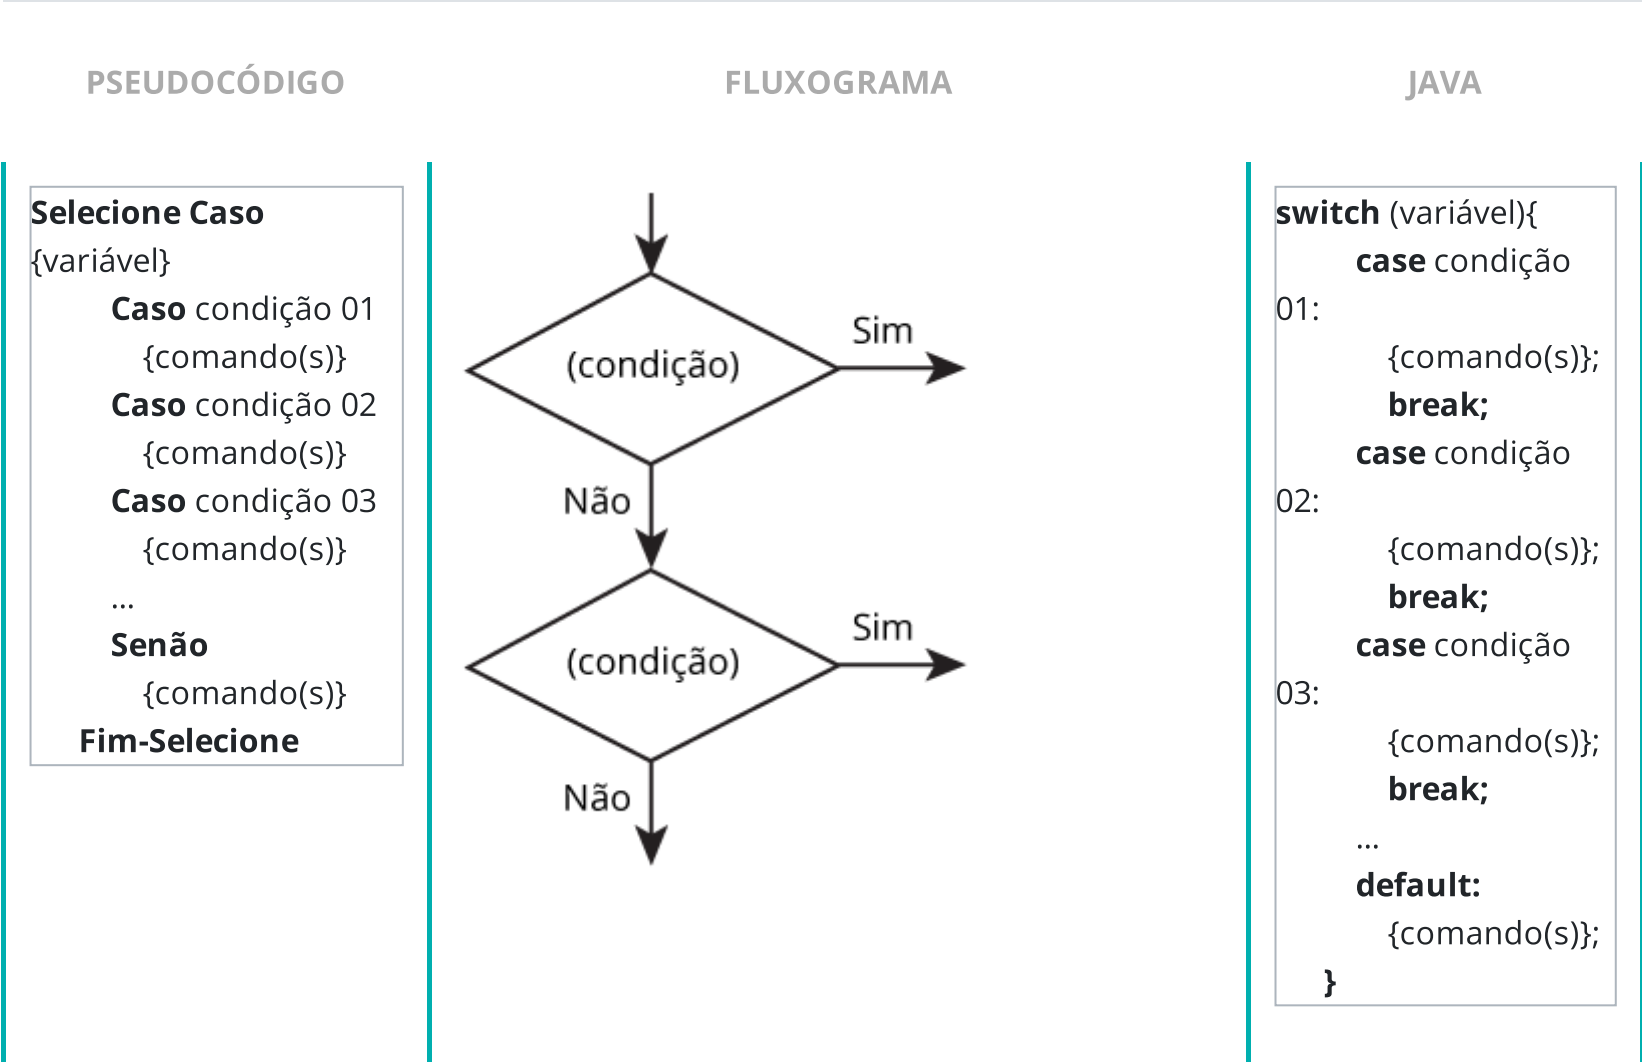 PSEUDOCÓDIGO
FLUXOGRAMA
JAVA
Selecione Caso
{variável}
Caso condição 01
{comando(s)}
Caso condição 02
{comando(s)}
Caso condição 03
{comando(s)}
...
Senão
{comando(s)}
Fim-Selecione
(condição)
Sim
Não
(condição)
Sim
Não
switch (variável){
case condição
01:
{comando(s)};
break;
case condição
02:
{comando(s)};
break;
case condição
03:
{comando(s)};
break;
...
default:
{comando(s)};
}